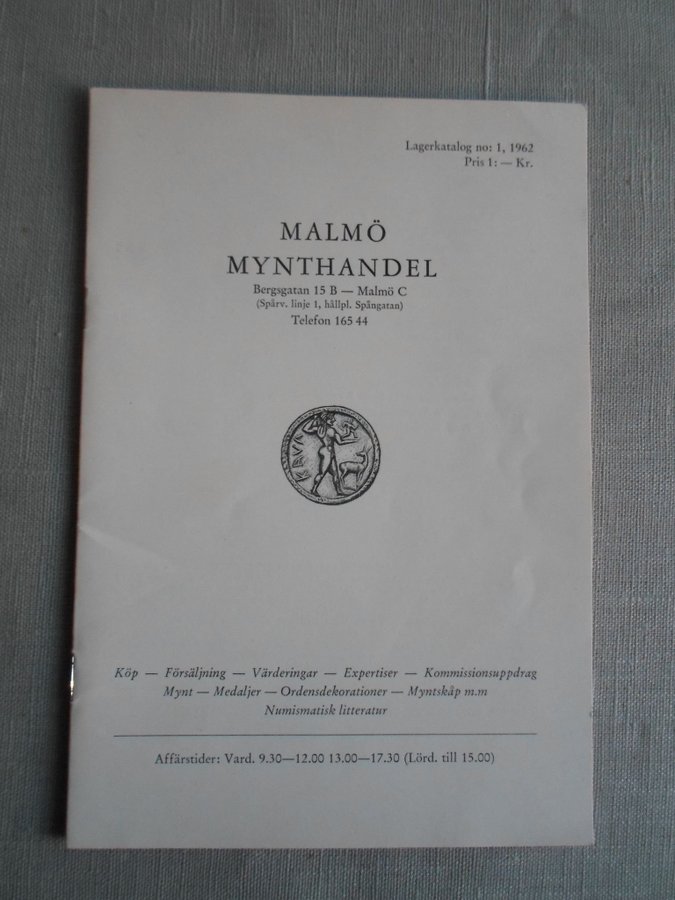 Lagerkatalog no: 1, 1962
Pris 1: — Kr.
MALMÖ
MYNTHANDEL
Bergsgatan 15 B — Malmö C
(Spårv. linje 1, hållpl. Spångatan)
Telefon 165 44
Köp — Försäljning — Värderingar — Expertiser — Kommissionsuppdrag
Mynt — Medaljer — Ordensdekorationer — Myntskåp m.m
Numismatisk litteratur
Affärstider: Vard. 9.30—12.00 13.00—17.30 (Lörd. till 15.00)